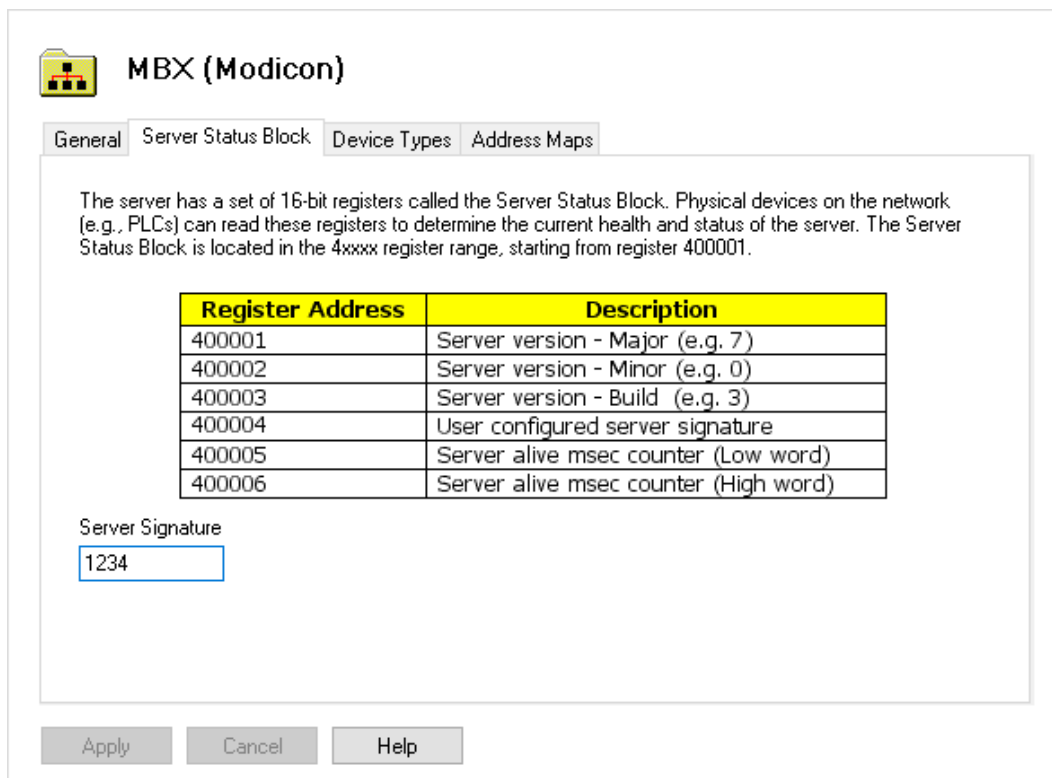 MBX (Modicon)
General Server Status Block Device Types Address Maps
The server has a set of 16-bit registers called the Server Status Block. Physical devices on the network
(e.g., PLCs) can read these registers to determine the current health and status of the server. The Server
Status Block is located in the 4xxxx register range, starting from register 400001.
Register Address Description
400001 Server version - Major (e.g. 7)
400002 Server version - Minor (e.g. 0)
400003 Server version - Build (e.g. 3)
400004 User configured server signature
400005 Server alive msec counter (Low word)
400006 Server alive msec counter (High word)
Server Signature
1234
Apply Cancel Help